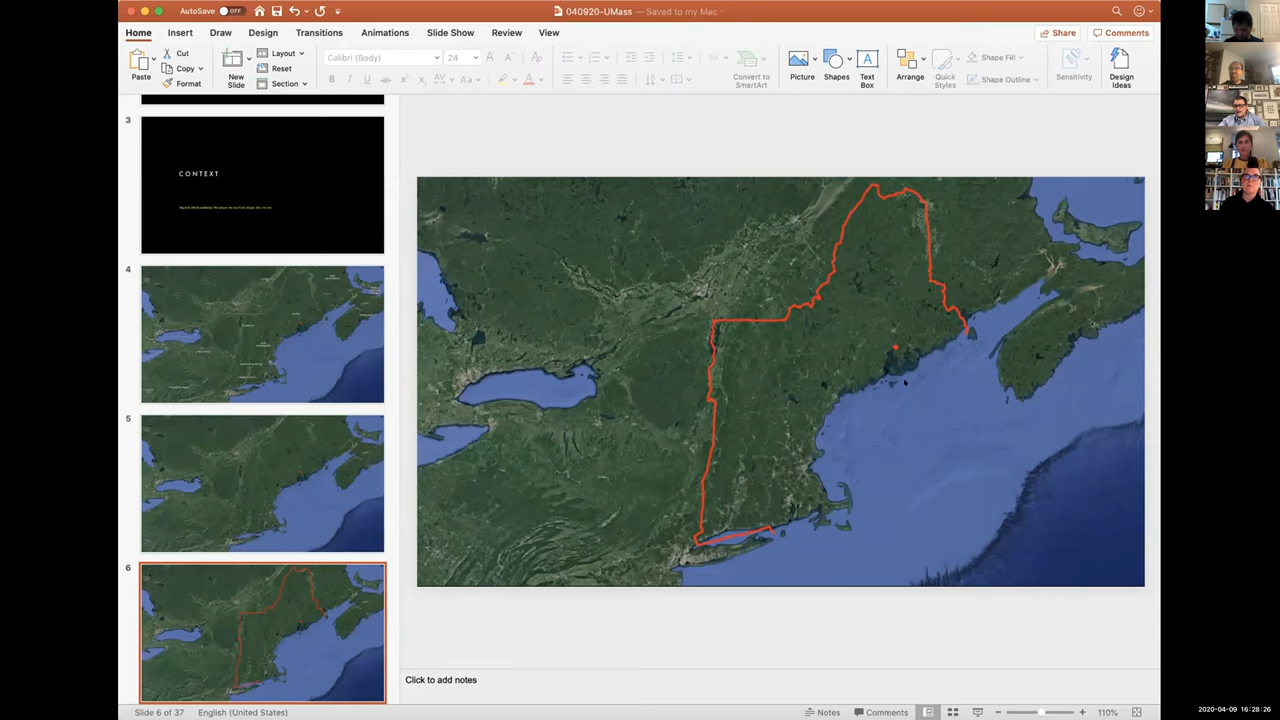 AutoSave OFF
040920-UMass — Saved to my Mac
Home Insert Draw Design Transitions Animations Slide Show Review View Share Comments
Paste
Cut
Copy
Format
New Slide
Layout
Reset
Section
Calibri (Body) 24
Convert to SmartArt
Picture
Shapes
Text Box
Arrange
Quick Styles
Shape Fill
Shape Outline
Sensitivity
Design Ideas
3
CONTEXT
4
5
6
Click to add notes
Slide 6 of 37 English (United States) Notes Comments 110%
2020-04-09 16:28:26